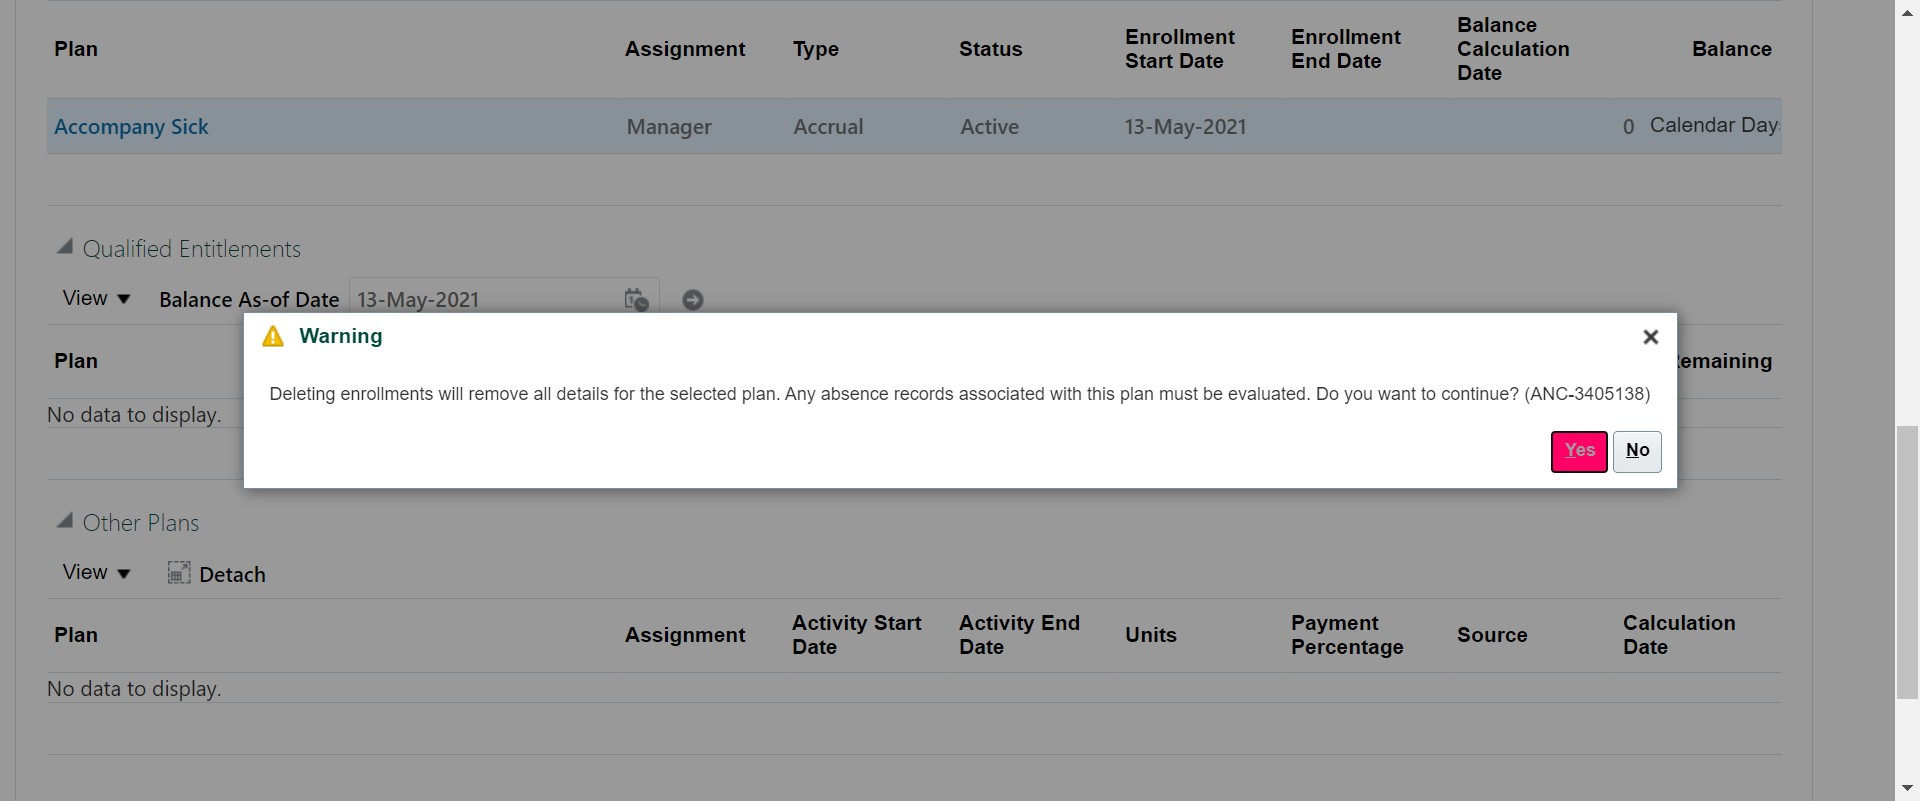 Plan Assignment Type Status Enrollment Start Date Enrollment End Date Balance Calculation Date Balance
Accompany Sick Manager Accrual Active 13-May-2021 0 Calendar Day
Qualified Entitlements
View Balance As-of Date 13-May-2021
Warning
Plan
Deleting enrollments will remove all details for the selected plan. Any absence records associated with this plan must be evaluated. Do you want to continue? (ANC-3405138)
No data to display.
Yes No
Other Plans
View Detach
Plan Assignment Activity Start Date Activity End Date Units Payment Percentage Source Calculation Date
No data to display.